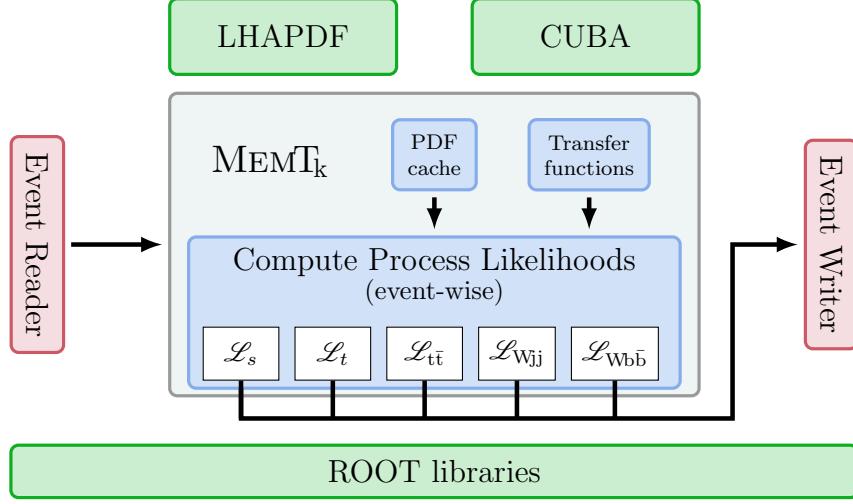 LHAPDF
CUBA
Event Reader
MEMTk
PDF
cache
Transfer
functions
Compute Process Likelihoods
(event-wise)
ℒs
ℒt
ℒtt̄
ℒWjj
ℒWbb̄
Event Writer
ROOT libraries